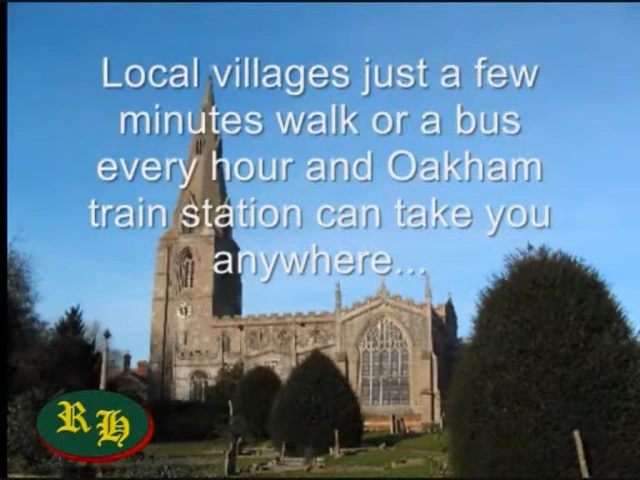 Local villages just a few
minutes walk or a bus
every hour and Oakham
train station can take you
anywhere...
RH